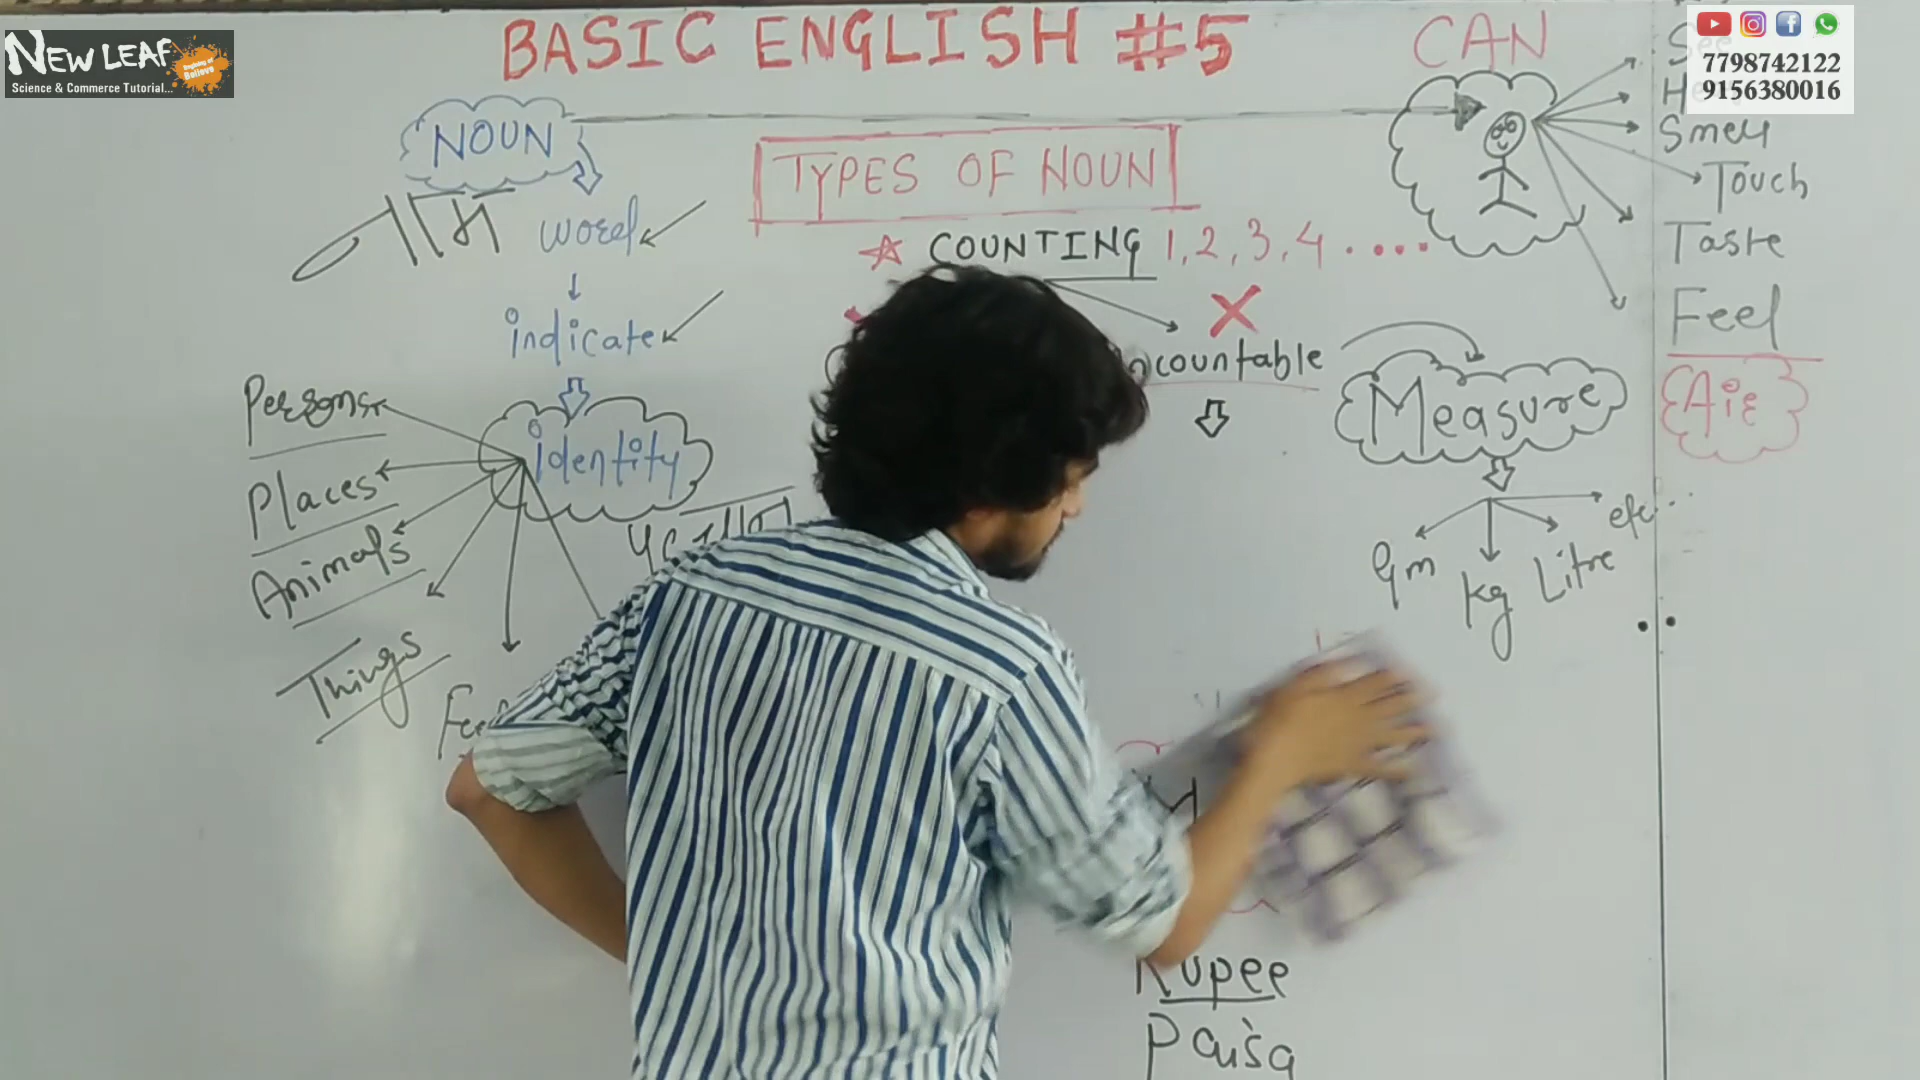 BASIC ENGLISH #5
NEW LEAF
Science & Commerce Tutorial...
7798742122
9156380016
CAN
NOUN
नाम
TYPES OF NOUN
word
COUNTING 1,2,3,4.....
indicate
countable
identity
Measure
Persons
Places
Animals
Things
Smell
Touch
Taste
Feel
Air
gm
kg
Litre
etc...
Rupee
Paisa